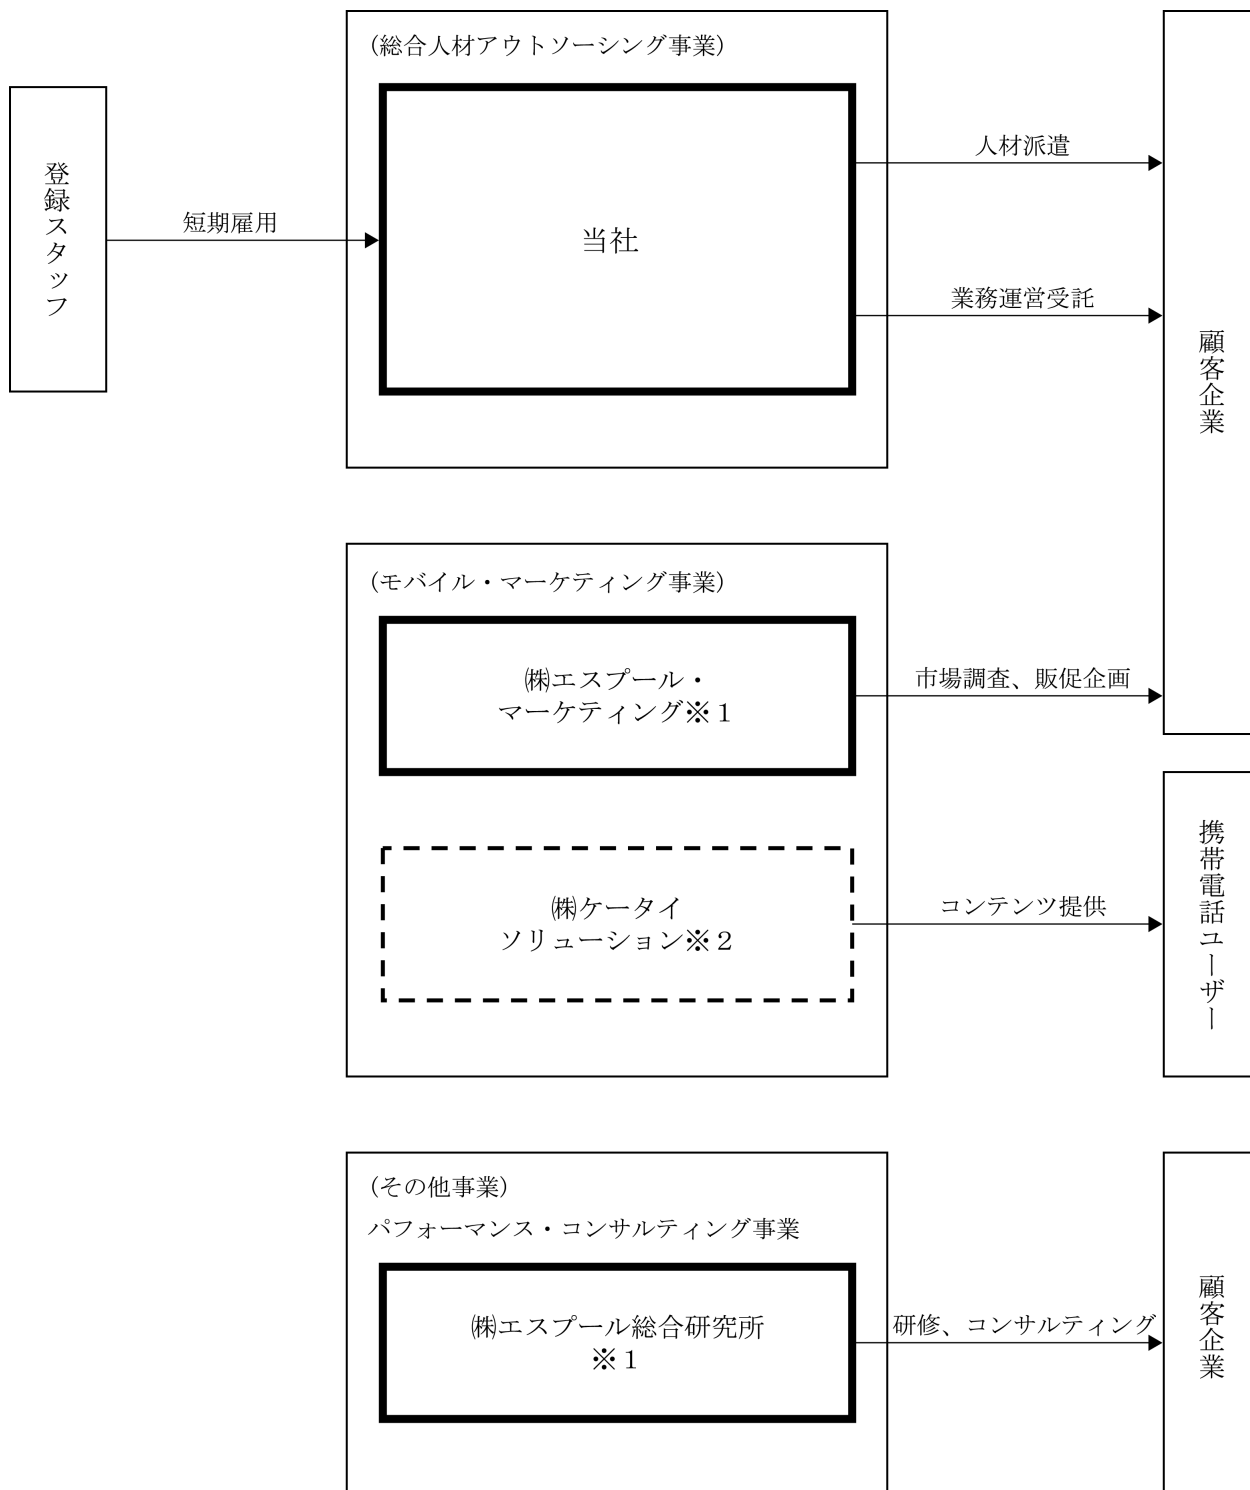 (総合人材アウトソーシング事業)
登録スタッフ
短期雇用
当社
人材派遣
業務運営受託
顧客企業
(モバイル・マーケティング事業)
㈱エスプール・
マーケティング※１
市場調査、販促企画
㈱ケータイ
ソリューション※２
コンテンツ提供
携帯電話ユーザー
(その他事業)
パフォーマンス・コンサルティング事業
㈱エスプール総合研究所
※１
研修、コンサルティング
顧客企業